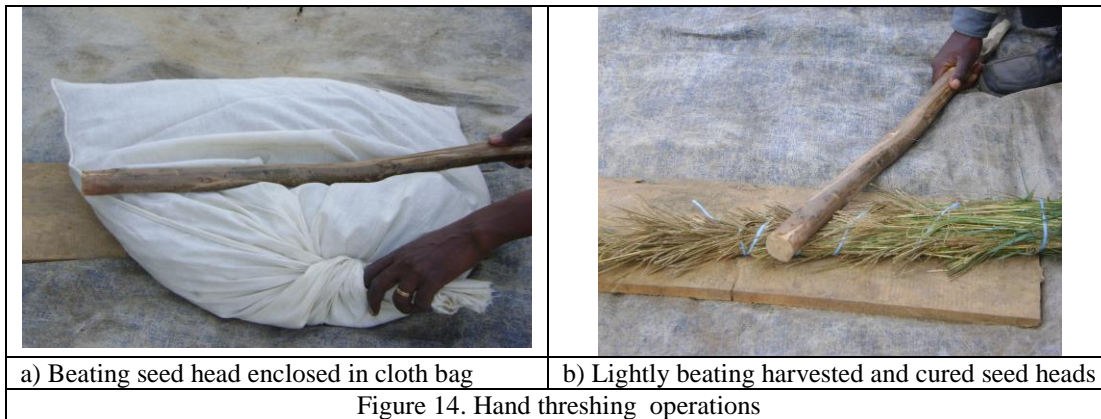 a) Beating seed head enclosed in cloth bag
b) Lightly beating harvested and cured seed heads
Figure 14. Hand threshing operations